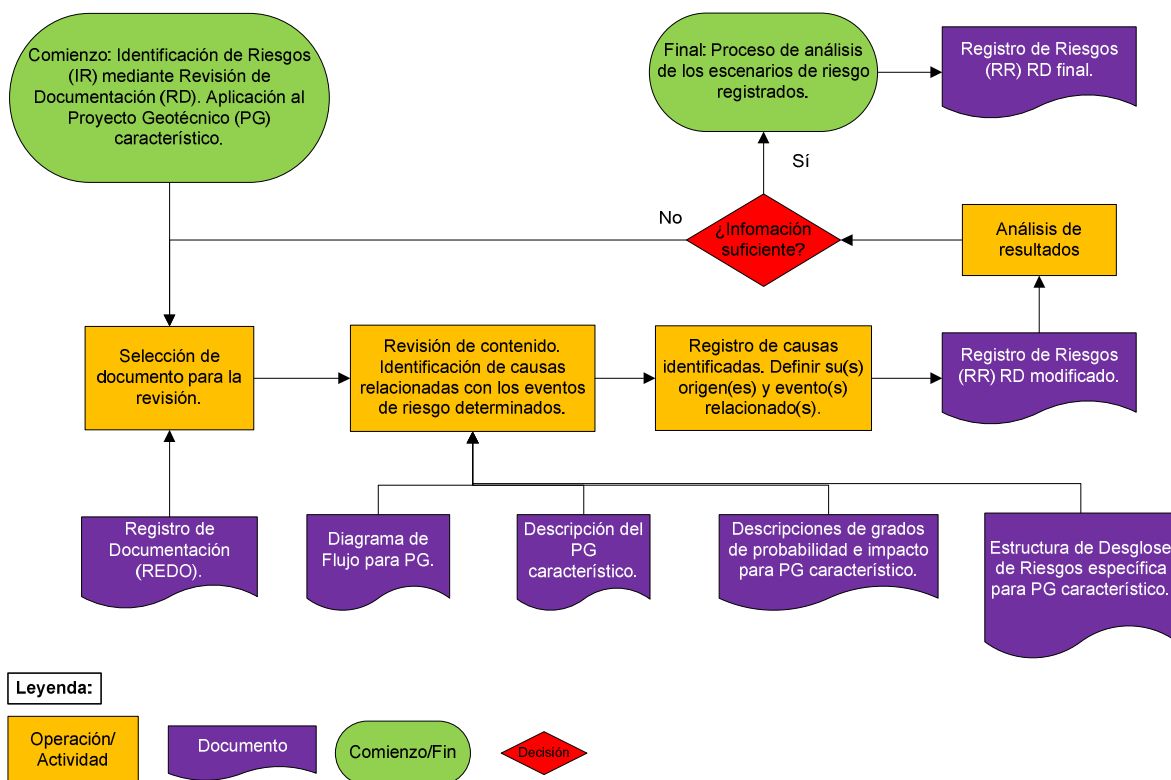 Comienzo: Identificación de Riesgos
(IR) mediante Revisión de
Documentación (RD). Aplicación al
Proyecto Geotécnico (PG)
característico.
Final: Proceso de análisis
de los escenarios de riesgo
registrados.
Registro de Riesgos
(RR) RD final.
Sí
No
¿Infomación
suficiente?
Análisis de
resultados
Selección de
documento para la
revisión.
Revisión de contenido.
Identificación de causas
relacionadas con los eventos
de riesgo determinados.
Registro de causas
identificadas. Definir su(s)
origen(es) y evento(s)
relacionado(s).
Registro de Riesgos
(RR) RD modificado.
Registro de
Documentación
(REDO).
Diagrama de
Flujo para PG.
Descripción del
PG
característico.
Descripciones de grados
de probabilidad e impacto
para PG característico.
Estructura de Desglose
de Riesgos específica
para PG característico.
Leyenda:
Operación/
Actividad
Documento
Comienzo/Fin
Decisión